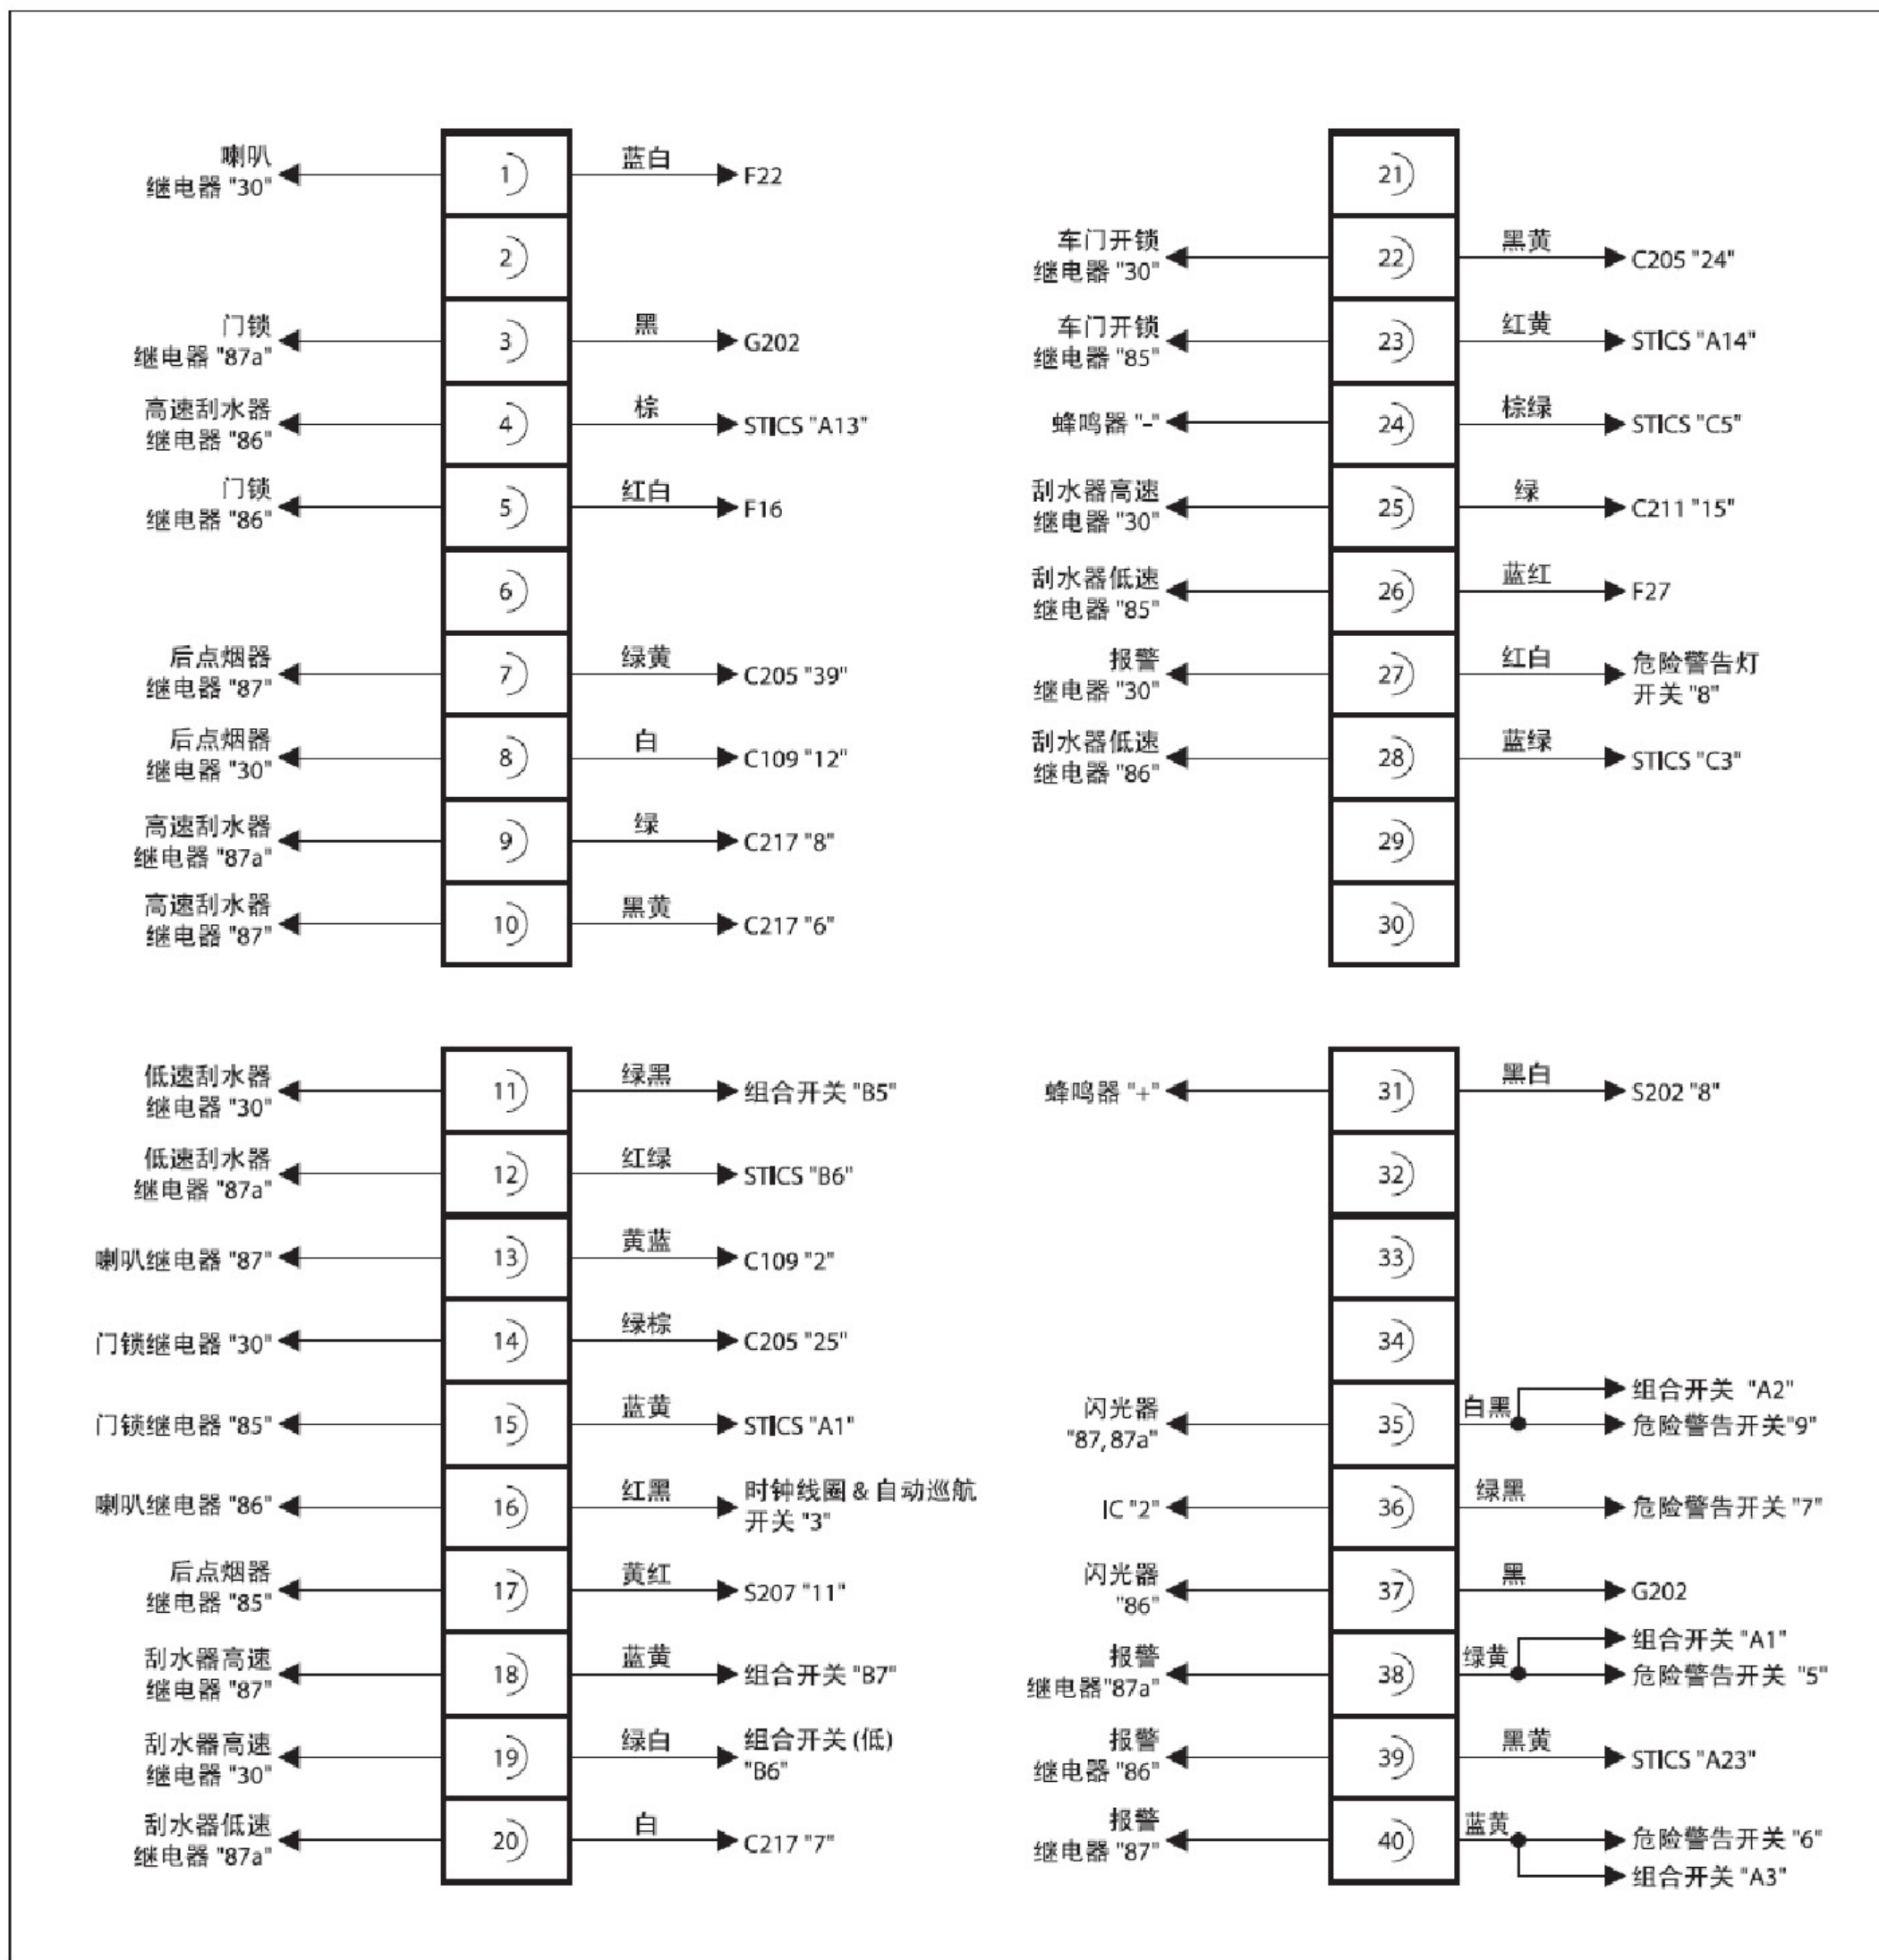 喇叭
继电器 "30"
1
蓝白
F22
2
门锁
继电器 "87a"
3
黑
G202
高速刮水器
继电器 "86"
4
棕
STICS "A13"
门锁
继电器 "86"
5
红白
F16
6
后点烟器
继电器 "87"
7
绿黄
C205 "39"
后点烟器
继电器 "30"
8
白
C109 "12"
高速刮水器
继电器 "87a"
9
绿
C217 "8"
高速刮水器
继电器 "87"
10
黑黄
C217 "6"
低速刮水器
继电器 "30"
11
绿黑
组合开关 "B5"
低速刮水器
继电器 "87a"
12
红绿
STICS "B6"
喇叭继电器 "87"
13
黄蓝
C109 "2"
门锁继电器 "30"
14
绿棕
C205 "25"
门锁继电器 "85"
15
蓝黄
STICS "A1"
喇叭继电器 "86"
16
红黑
时钟线圈 & 自动巡航
开关 "3"
后点烟器
继电器 "85"
17
黄红
S207 "11"
刮水器高速
继电器 "87"
18
蓝黄
组合开关 "B7"
刮水器高速
继电器 "30"
19
绿白
组合开关 (低)
"B6"
刮水器低速
继电器 "87a"
20
白
C217 "7"
21
车门开锁
继电器 "30"
22
黑黄
C205 "24"
车门开锁
继电器 "85"
23
红黄
STICS "A14"
蜂鸣器 "-"
24
棕绿
STICS "C5"
刮水器高速
继电器 "30"
25
绿
C211 "15"
刮水器低速
继电器 "85"
26
蓝红
F27
报警
继电器 "30"
27
红白
危险警告灯
开关 "8"
刮水器低速
继电器 "86"
28
蓝绿
STICS "C3"
29
30
蜂鸣器 "+"
31
黑白
S202 "8"
32
33
34
闪光器
"87, 87a"
35
白黑
组合开关 "A2"
危险警告开关"9"
IC "2"
36
绿黑
危险警告开关 "7"
闪光器
"86"
37
黑
G202
报警
继电器"87a"
38
绿黄
组合开关 "A1"
危险警告开关 "5"
报警
继电器 "86"
39
黑黄
STICS "A23"
报警
继电器 "87"
40
蓝黄
危险警告开关 "6"
组合开关 "A3"